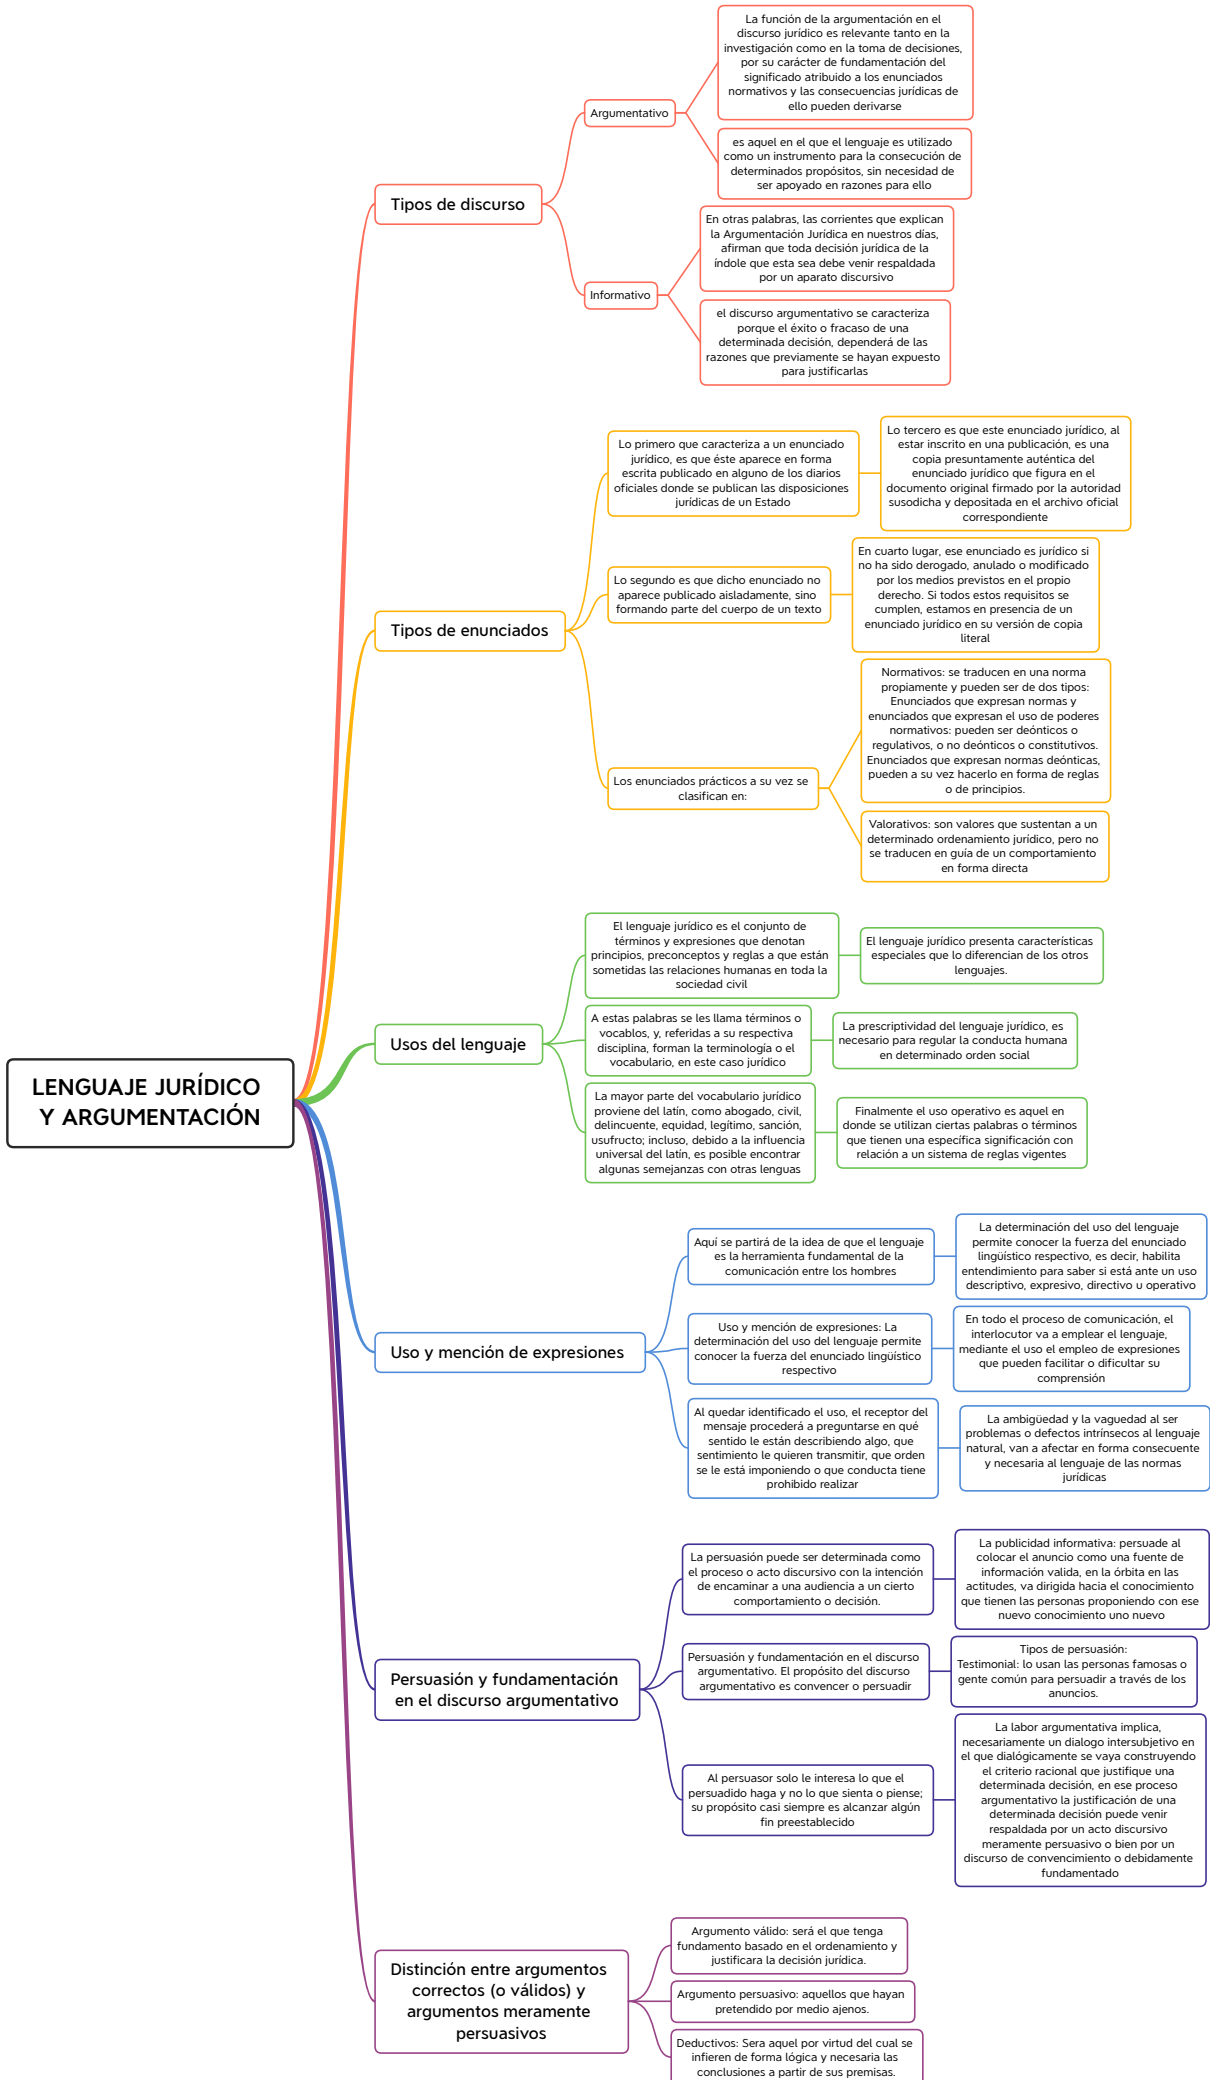 LENGUAJE JURÍDICO
Y ARGUMENTACIÓN
Tipos de discurso
Argumentativo
La función de la argumentación en el
discurso jurídico es relevante tanto en la
investigación como en la toma de decisiones,
por su carácter de fundamentación del
significado atribuido a los enunciados
normativos y las consecuencias jurídicas de
ello pueden derivarse
es aquel en el que el lenguaje es utilizado
como un instrumento para la consecución de
determinados propósitos, sin necesidad de
ser apoyado en razones para ello
Informativo
En otras palabras, las corrientes que explican
la Argumentación Jurídica en nuestros días,
afirman que toda decisión jurídica de la
índole que esta sea debe venir respaldada
por un aparato discursivo
el discurso argumentativo se caracteriza
porque el éxito o fracaso de una
determinada decisión, dependerá de las
razones que previamente se hayan expuesto
para justificarlas
Tipos de enunciados
Lo primero que caracteriza a un enunciado
jurídico, es que éste aparece en forma
escrita publicado en alguno de los diarios
oficiales donde se publican las disposiciones
jurídicas de un Estado
Lo tercero es que este enunciado jurídico, al
estar inscrito en una publicación, es una
copia presuntamente auténtica del
enunciado jurídico que figura en el
documento original firmado por la autoridad
susodicha y depositada en el archivo oficial
correspondiente
Lo segundo es que dicho enunciado no
aparece publicado aisladamente, sino
formando parte del cuerpo de un texto
En cuarto lugar, ese enunciado es jurídico si
no ha sido derogado, anulado o modificado
por los medios previstos en el propio
derecho. Si todos estos requisitos se
cumplen, estamos en presencia de un
enunciado jurídico en su versión de copia
literal
Los enunciados prácticos a su vez se
clasifican en:
Normativos: se traducen en una norma
propiamente y pueden ser de dos tipos:
Enunciados que expresan normas y
enunciados que expresan el uso de poderes
normativos: pueden ser deónticos o
regulativos, o no deónticos o constitutivos.
Enunciados que expresan normas deónticas,
pueden a su vez hacerlo en forma de reglas
o de principios.
Valorativos: son valores que sustentan a un
determinado ordenamiento jurídico, pero no
se traducen en guía de un comportamiento
en forma directa
Usos del lenguaje
El lenguaje jurídico es el conjunto de
términos y expresiones que denotan
principios, preconceptos y reglas a que están
sometidas las relaciones humanas en toda la
sociedad civil
El lenguaje jurídico presenta características
especiales que lo diferencian de los otros
lenguajes.
A estas palabras se les llama términos o
vocablos, y, referidas a su respectiva
disciplina, forman la terminología o el
vocabulario, en este caso jurídico
La prescriptividad del lenguaje jurídico, es
necesario para regular la conducta humana
en determinado orden social
La mayor parte del vocabulario jurídico
proviene del latín, como abogado, civil,
delincuente, equidad, legítimo, sanción,
usufructo; incluso, debido a la influencia
universal del latín, es posible encontrar
algunas semejanzas con otras lenguas
Finalmente el uso operativo es aquel en
donde se utilizan ciertas palabras o términos
que tienen una específica significación con
relación a un sistema de reglas vigentes
Uso y mención de expresiones
Aquí se partirá de la idea de que el lenguaje
es la herramienta fundamental de la
comunicación entre los hombres
La determinación del uso del lenguaje
permite conocer la fuerza del enunciado
lingüístico respectivo, es decir, habilita
entendimiento para saber si está ante un uso
descriptivo, expresivo, directivo u operativo
Uso y mención de expresiones: La
determinación del uso del lenguaje permite
conocer la fuerza del enunciado lingüístico
respectivo
En todo el proceso de comunicación, el
interlocutor va a emplear el lenguaje,
mediante el uso el empleo de expresiones
que pueden facilitar o dificultar su
comprensión
Al quedar identificado el uso, el receptor del
mensaje procederá a preguntarse en qué
sentido le están describiendo algo, que
sentimiento le quieren transmitir, que orden
se le está imponiendo o que conducta tiene
prohibido realizar
La ambigüedad y la vaguedad al ser
problemas o defectos intrínsecos al lenguaje
natural, van a afectar en forma consecuente
y necesaria al lenguaje de las normas
jurídicas
Persuasión y fundamentación
en el discurso argumentativo
La persuasión puede ser determinada como
el proceso o acto discursivo con la intención
de encaminar a una audiencia a un cierto
comportamiento o decisión.
La publicidad informativa: persuade al
colocar el anuncio como una fuente de
información valida, en la órbita en las
actitudes, va dirigida hacia el conocimiento
que tienen las personas proponiendo con ese
nuevo conocimiento uno nuevo
Persuasión y fundamentación en el discurso
argumentativo. El propósito del discurso
argumentativo es convencer o persuadir
Tipos de persuasión:
Testimonial: lo usan las personas famosas o
gente común para persuadir a través de los
anuncios.
Al persuasor solo le interesa lo que el
persuadido haga y no lo que sienta o piense;
su propósito casi siempre es alcanzar algún
fin preestablecido
La labor argumentativa implica,
necesariamente un dialogo intersubjetivo en
el que dialógicamente se vaya construyendo
el criterio racional que justifique una
determinada decisión, en ese proceso
argumentativo la justificación de una
determinada decisión puede venir
respaldada por un acto discursivo
meramente persuasivo o bien por un
discurso de convencimiento o debidamente
fundamentado
Distinción entre argumentos
correctos (o válidos) y
argumentos meramente
persuasivos
Argumento válido: será el que tenga
fundamento basado en el ordenamiento y
justificara la decisión jurídica.
Argumento persuasivo: aquellos que hayan
pretendido por medio ajenos.
Deductivos: Sera aquel por virtud del cual se
infieren de forma lógica y necesaria las
conclusiones a partir de sus premisas.